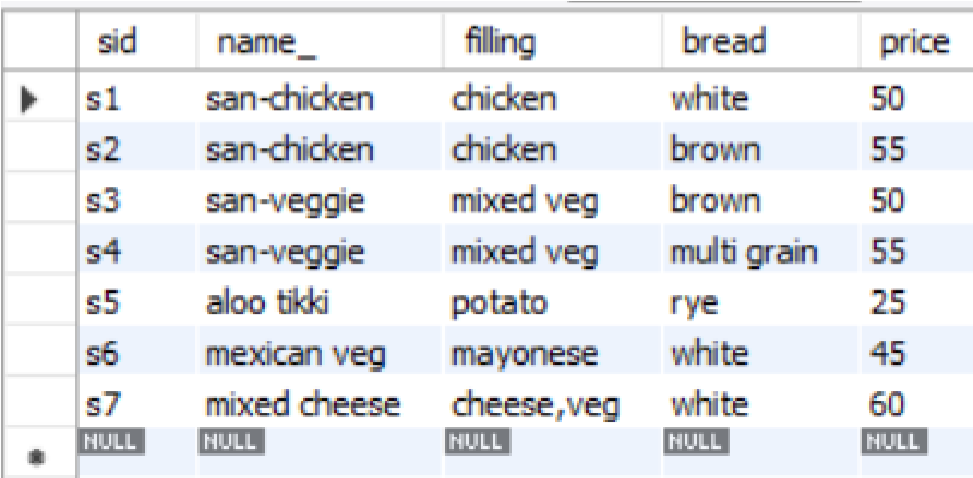 sid name_ filling bread price
s1 san-chicken chicken white 50
s2 san-chicken chicken brown 55
s3 san-veggie mixed veg brown 50
s4 san-veggie mixed veg multi grain 55
s5 aloo tikki potato rye 25
s6 mexican veg mayonese white 45
s7 mixed cheese cheese,veg white 60
NULL NULL NULL NULL NULL